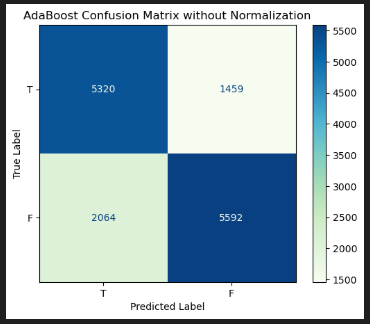 AdaBoost Confusion Matrix without Normalization
T
5320
1459
F
2064
5592
T
F
True Label
Predicted Label
5500
5000
4500
4000
3500
3000
2500
2000
1500